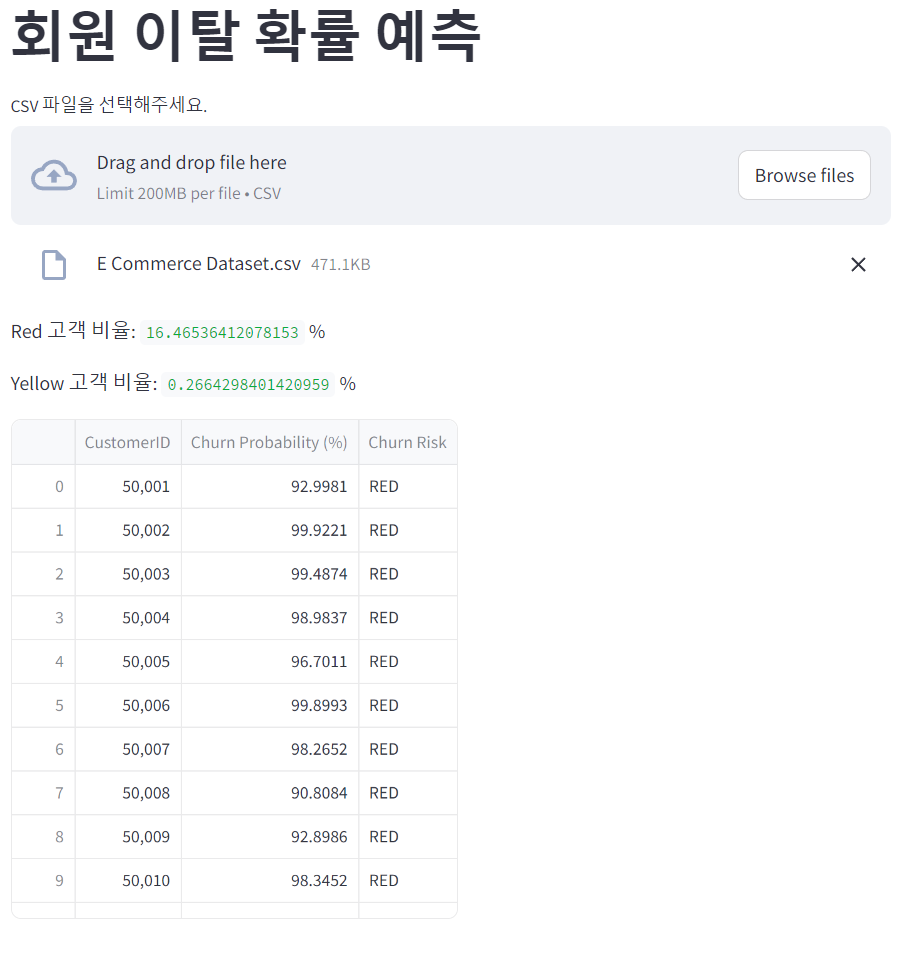 회원 이탈 확률 예측
CSV 파일을 선택해주세요.
Drag and drop file here
Limit 200MB per file • CSV
Browse files
E Commerce Dataset.csv 471.1KB
Red 고객 비율: 16.46536412078153 %
Yellow 고객 비율: 0.2664298401420959 %
CustomerID Churn Probability (%) Churn Risk
0 50,001 92.9981 RED
1 50,002 99.9221 RED
2 50,003 99.4874 RED
3 50,004 98.9837 RED
4 50,005 96.7011 RED
5 50,006 99.8993 RED
6 50,007 98.2652 RED
7 50,008 90.8084 RED
8 50,009 92.8986 RED
9 50,010 98.3452 RED